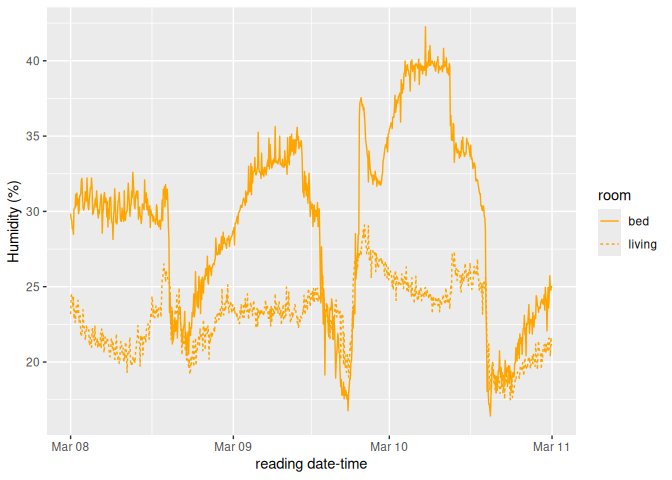 40
35
30
25
20
Humidity (%)
Mar 08
Mar 09
Mar 10
Mar 11
reading date-time
room
bed
living